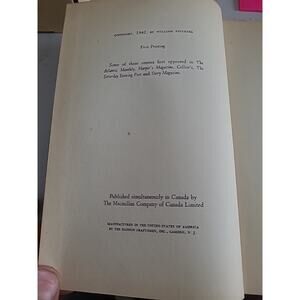 COPYRIGHT, 1942, BY WILLIAM FAULKNER
First Printing
Some of these stories first appeared in The
Atlantic Monthly, Harper's Magazine, Collier's, The
Saturday Evening Post and Story Magazine.
Published simultaneously in Canada by
The Macmillan Company of Canada Limited
MANUFACTURED IN THE UNITED STATES OF AMERICA
BY THE HADDON CRAFTSMEN, INC., CAMDEN, N. J.